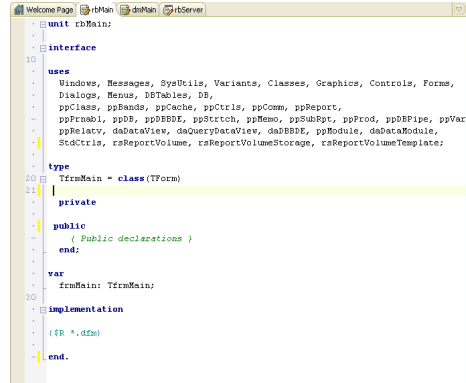 Welcome Page rbMain dmMain rbServer
unit rbMain;
interface
10
uses
Windows, Messages, SysUtils, Variants, Classes, Graphics, Controls, Forms,
Dialogs, Menus, DBTables, DB,
ppClass, ppBands, ppCache, ppCtrls, ppComm, ppReport,
ppPrnabl, ppDB, ppDBBDE, ppStrtch, ppMemo, ppSubRpt, ppProd, ppDBPipe, ppVar
ppRelatv, daDataView, daQueryDataView, daDBBDE, ppModule, daDataModule,
StdCtrls, rsReportVolume, rsReportVolumeStorage, rsReportVolumeTemplate;
type
20 TfrmMain = class(TForm)
21
private
public
{ Public declarations }
end;
var
frmMain: TfrmMain;
30
implementation
{$R *.dfm}
end.